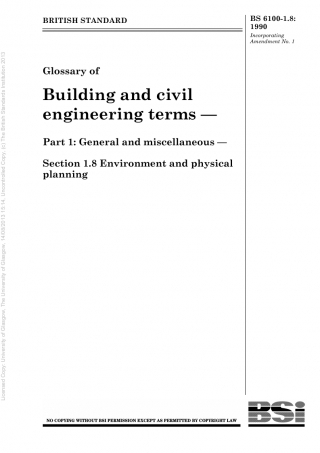 BRITISH STANDARD
BS 6100-1.8:
1990
Incorporating
Amendment No. 1
Glossary of
Building and civil
engineering terms —
Part 1: General and miscellaneous —
Section 1.8 Environment and physical
planning
NO COPYING WITHOUT BSI PERMISSION EXCEPT AS PERMITTED BY COPYRIGHT LAW
BSi
Licensed Copy: University of Glasgow, The University of Glasgow, 14/03/2013 15:14, Uncontrolled Copy, (c) The British Standards Institution 2013